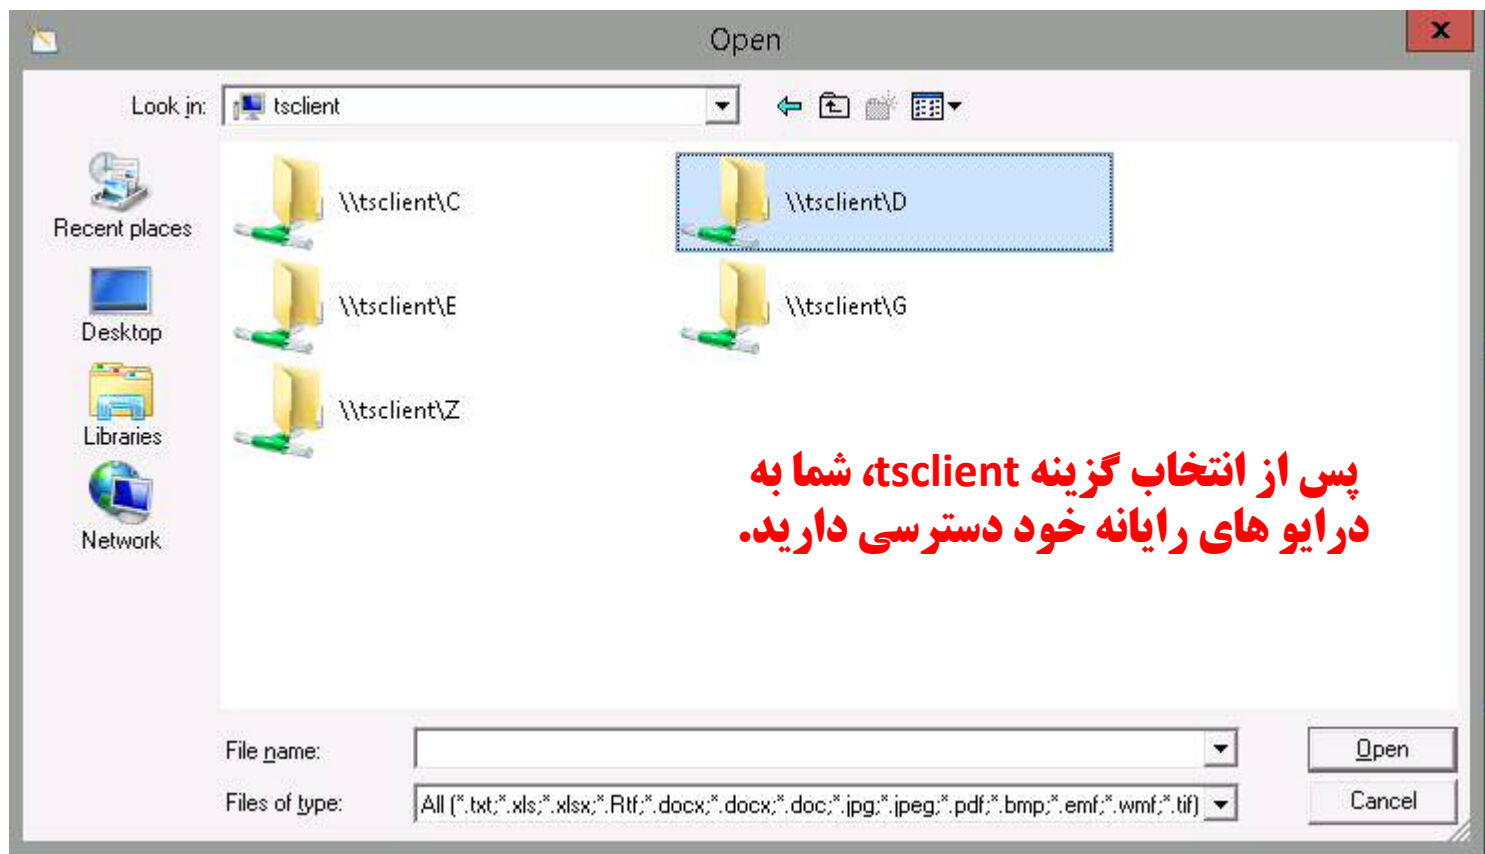 Open
Look in: tsclient
\\tsclient\C
\\tsclient\D
Recent places
\\tsclient\E
\\tsclient\G
Desktop
\\tsclient\Z
Libraries
پس از انتخاب گزینه tsclient، شما به
درایو های رایانه خود دسترسی دارید.
Network
File name:
Open
Files of type: All (*.txt;*.xls;*.xlsx;*.Rtf;*.docx;*.docx;*.doc;*.jpg;*.jpeg;*.pdf;*.bmp;*.emf;*.wmf;*.tif)
Cancel